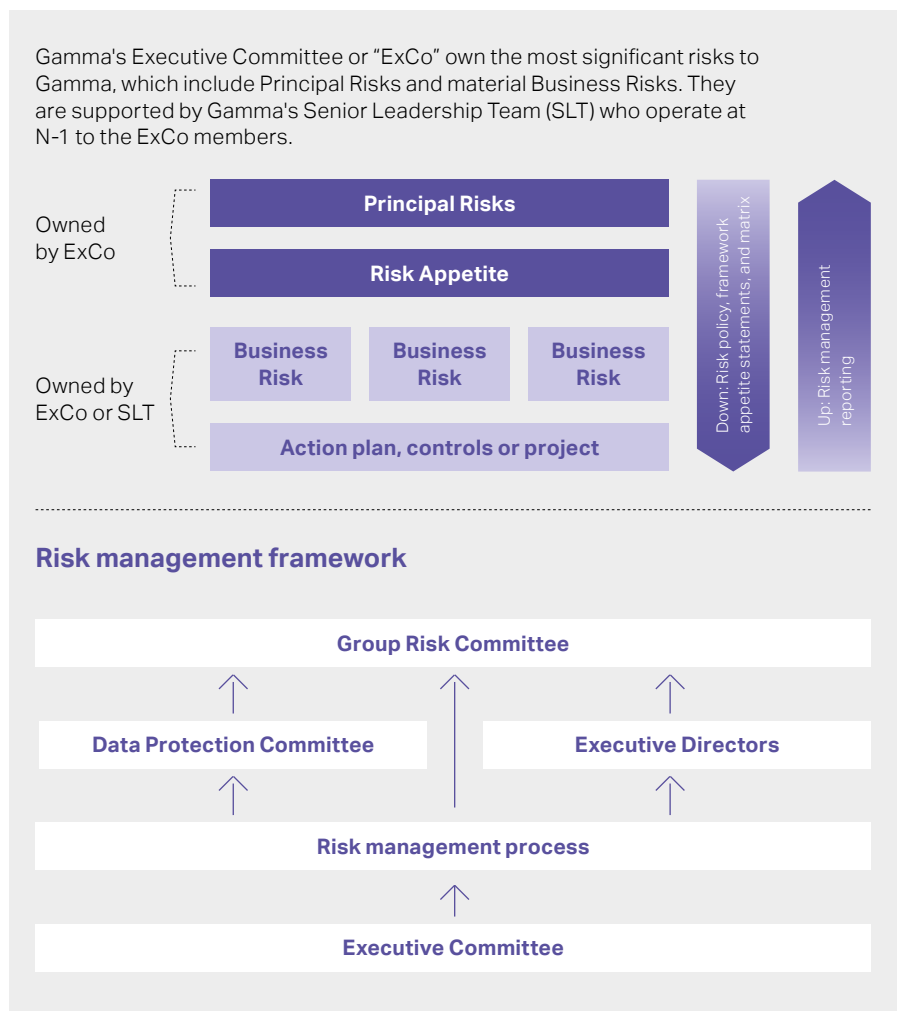 Gamma's Executive Committee or “ExCo” own the most significant risks to
Gamma, which include Principal Risks and material Business Risks. They
are supported by Gamma's Senior Leadership Team (SLT) who operate at
N-1 to the ExCo members.
Owned
by ExCo
Principal Risks
Risk Appetite
Owned by
ExCo or SLT
Business
Risk
Business
Risk
Business
Risk
Action plan, controls or project
Down: Risk policy, framework
appetite statements, and matrix
Up: Risk management
reporting
Risk management framework
Group Risk Committee
Data Protection Committee
Executive Directors
Risk management process
Executive Committee